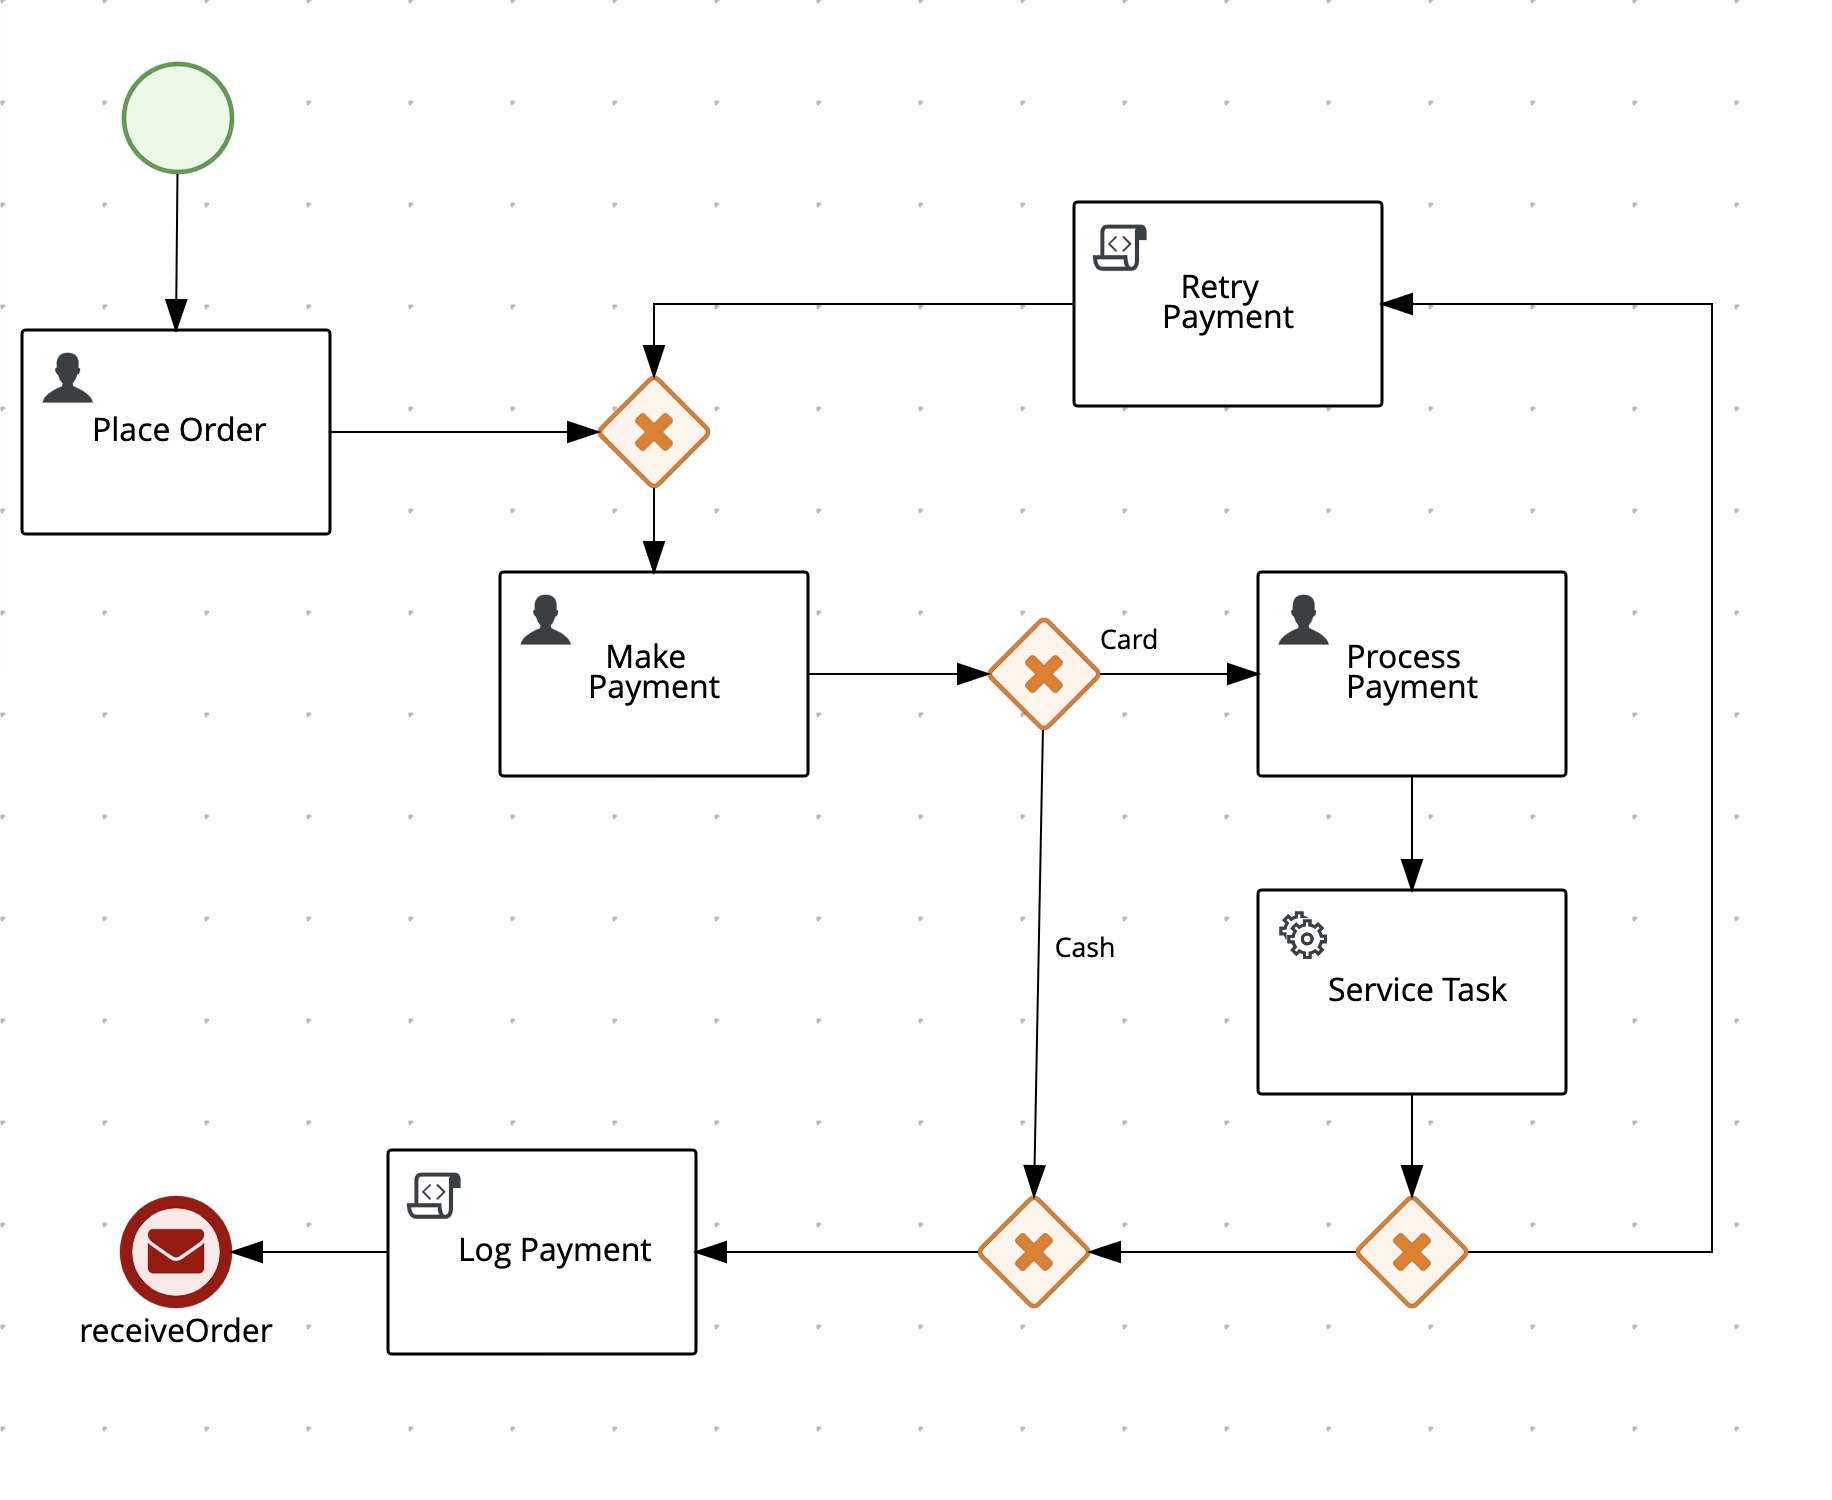 Retry
Payment
Place Order
Make
Payment
Card
Process
Payment
Cash
Service Task
Log Payment
receiveOrder